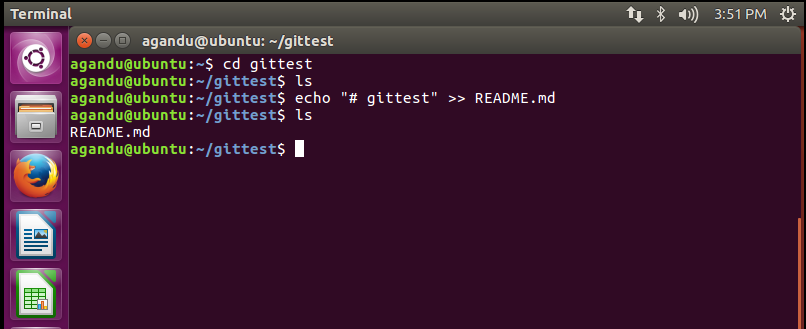 Terminal
3:51 PM
agandu@ubuntu: ~/gittest
agandu@ubuntu:~$ cd gittest
agandu@ubuntu:~/gittest$ ls
agandu@ubuntu:~/gittest$ echo "# gittest" >> README.md
agandu@ubuntu:~/gittest$ ls
README.md
agandu@ubuntu:~/gittest$